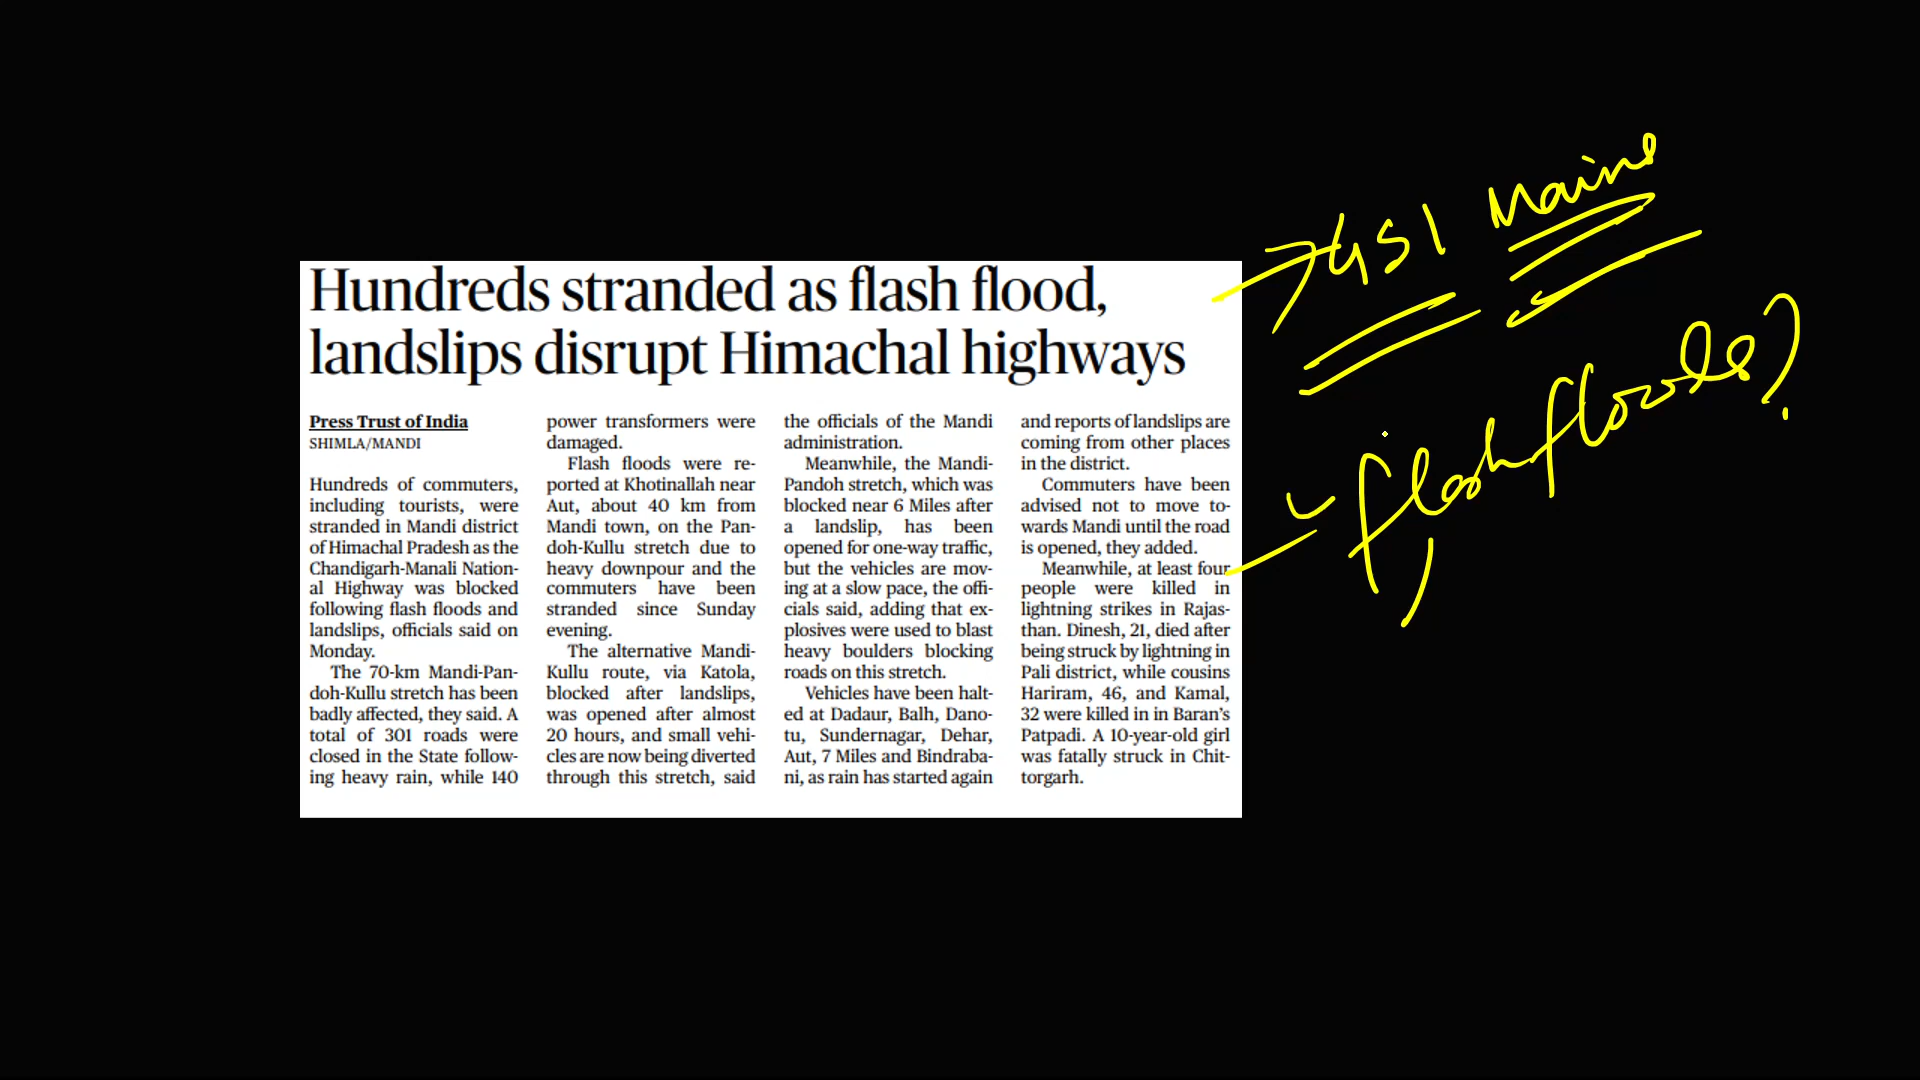 Hundreds stranded as flash flood,
landslips disrupt Himachal highways
Press Trust of India
SHIMLA/MANDI
Hundreds of commuters,
including tourists, were
stranded in Mandi district
of Himachal Pradesh as the
Chandigarh-Manali Nation-
al Highway was blocked
following flash floods and
landslips, officials said on
Monday.
The 70-km Mandi-Pan-
doh-Kullu stretch has been
badly affected, they said. A
total of 301 roads were
closed in the State follow-
ing heavy rain, while 140
power transformers were
damaged.
Flash floods were re-
ported at Khotinallah near
Aut, about 40 km from
Mandi town, on the Pan-
doh-Kullu stretch due to
heavy downpour and the
commuters have been
stranded since Sunday
evening.
The alternative Mandi-
Kullu route, via Katola,
blocked after landslips,
was opened after almost
20 hours, and small vehi-
cles are now being diverted
through this stretch, said
the officials of the Mandi
administration.
Meanwhile, the Mandi-
Pandoh stretch, which was
blocked near 6 Miles after
a landslip, has been
opened for one-way traffic,
but the vehicles are mov-
ing at a slow pace, the offi-
cials said, adding that ex-
plosives were used to blast
heavy boulders blocking
roads on this stretch.
Vehicles have been halt-
ed at Dadaur, Balh, Dano-
tu, Sundernagar, Dehar,
Aut, 7 Miles and Bindraba-
ni, as rain has started again
and reports of landslips are
coming from other places
in the district.
Commuters have been
advised not to move to-
wards Mandi until the road
is opened, they added.
Meanwhile, at least four
people were killed in
lightning strikes in Rajas-
than. Dinesh, 21, died after
being struck by lightning in
Pali district, while cousins
Hariram, 46, and Kamal,
32 were killed in in Baran's
Patpadi. A 10-year-old girl
was fatally struck in Chit-
torgarh.
GS1 Mains
flash floods?